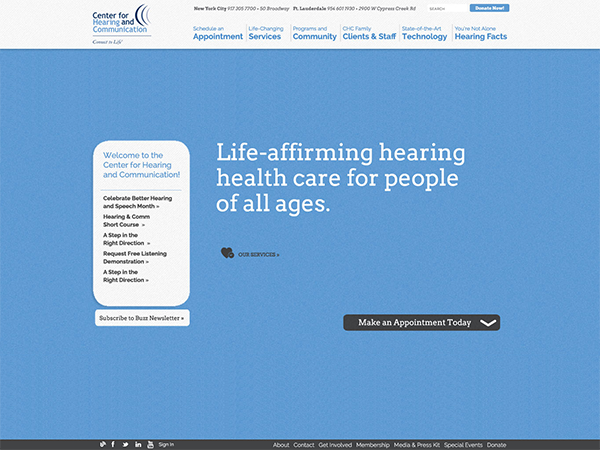 Center for
Hearing and
Communication
Connect to Life!
New York City 917 305 7700 • 50 Broadway Ft. Lauderdale 954 601 1930 • 2900 W Cypress Creek Rd
SEARCH
Donate Now!
Schedule an
Appointment
Life-Changing
Services
Programs and
Community
CHC Family
Clients & Staff
State-of-the-Art
Technology
You're Not Alone
Hearing Facts
Welcome to the
Center for Hearing
and Communication!
Celebrate Better Hearing
and Speech Month »
Hearing & Comm
Short Course »
A Step in the
Right Direction »
Request Free Listening
Demonstration »
A Step in the
Right Direction »
Subscribe to Buzz Newsletter »
Life-affirming hearing
health care for people
of all ages.
OUR SERVICES »
Make an Appointment Today
Sign In
About Contact Get Involved Membership Media & Press Kit Special Events Donate